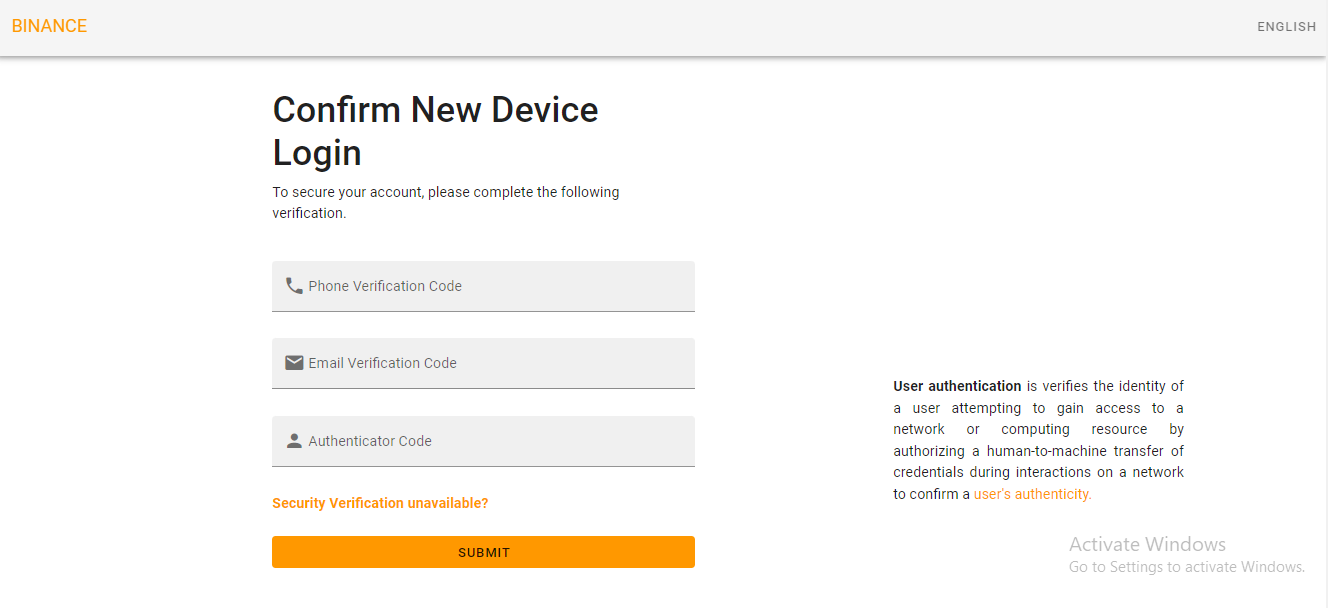 BINANCE
ENGLISH
Confirm New Device
Login
To secure your account, please complete the following
verification.
Phone Verification Code
Email Verification Code
Authenticator Code
Security Verification unavailable?
SUBMIT
User authentication is verifies the identity of
a user attempting to gain access to a
network or computing resource by
authorizing a human-to-machine transfer of
credentials during interactions on a network
to confirm a user's authenticity.
Activate Windows
Go to Settings to activate Windows.